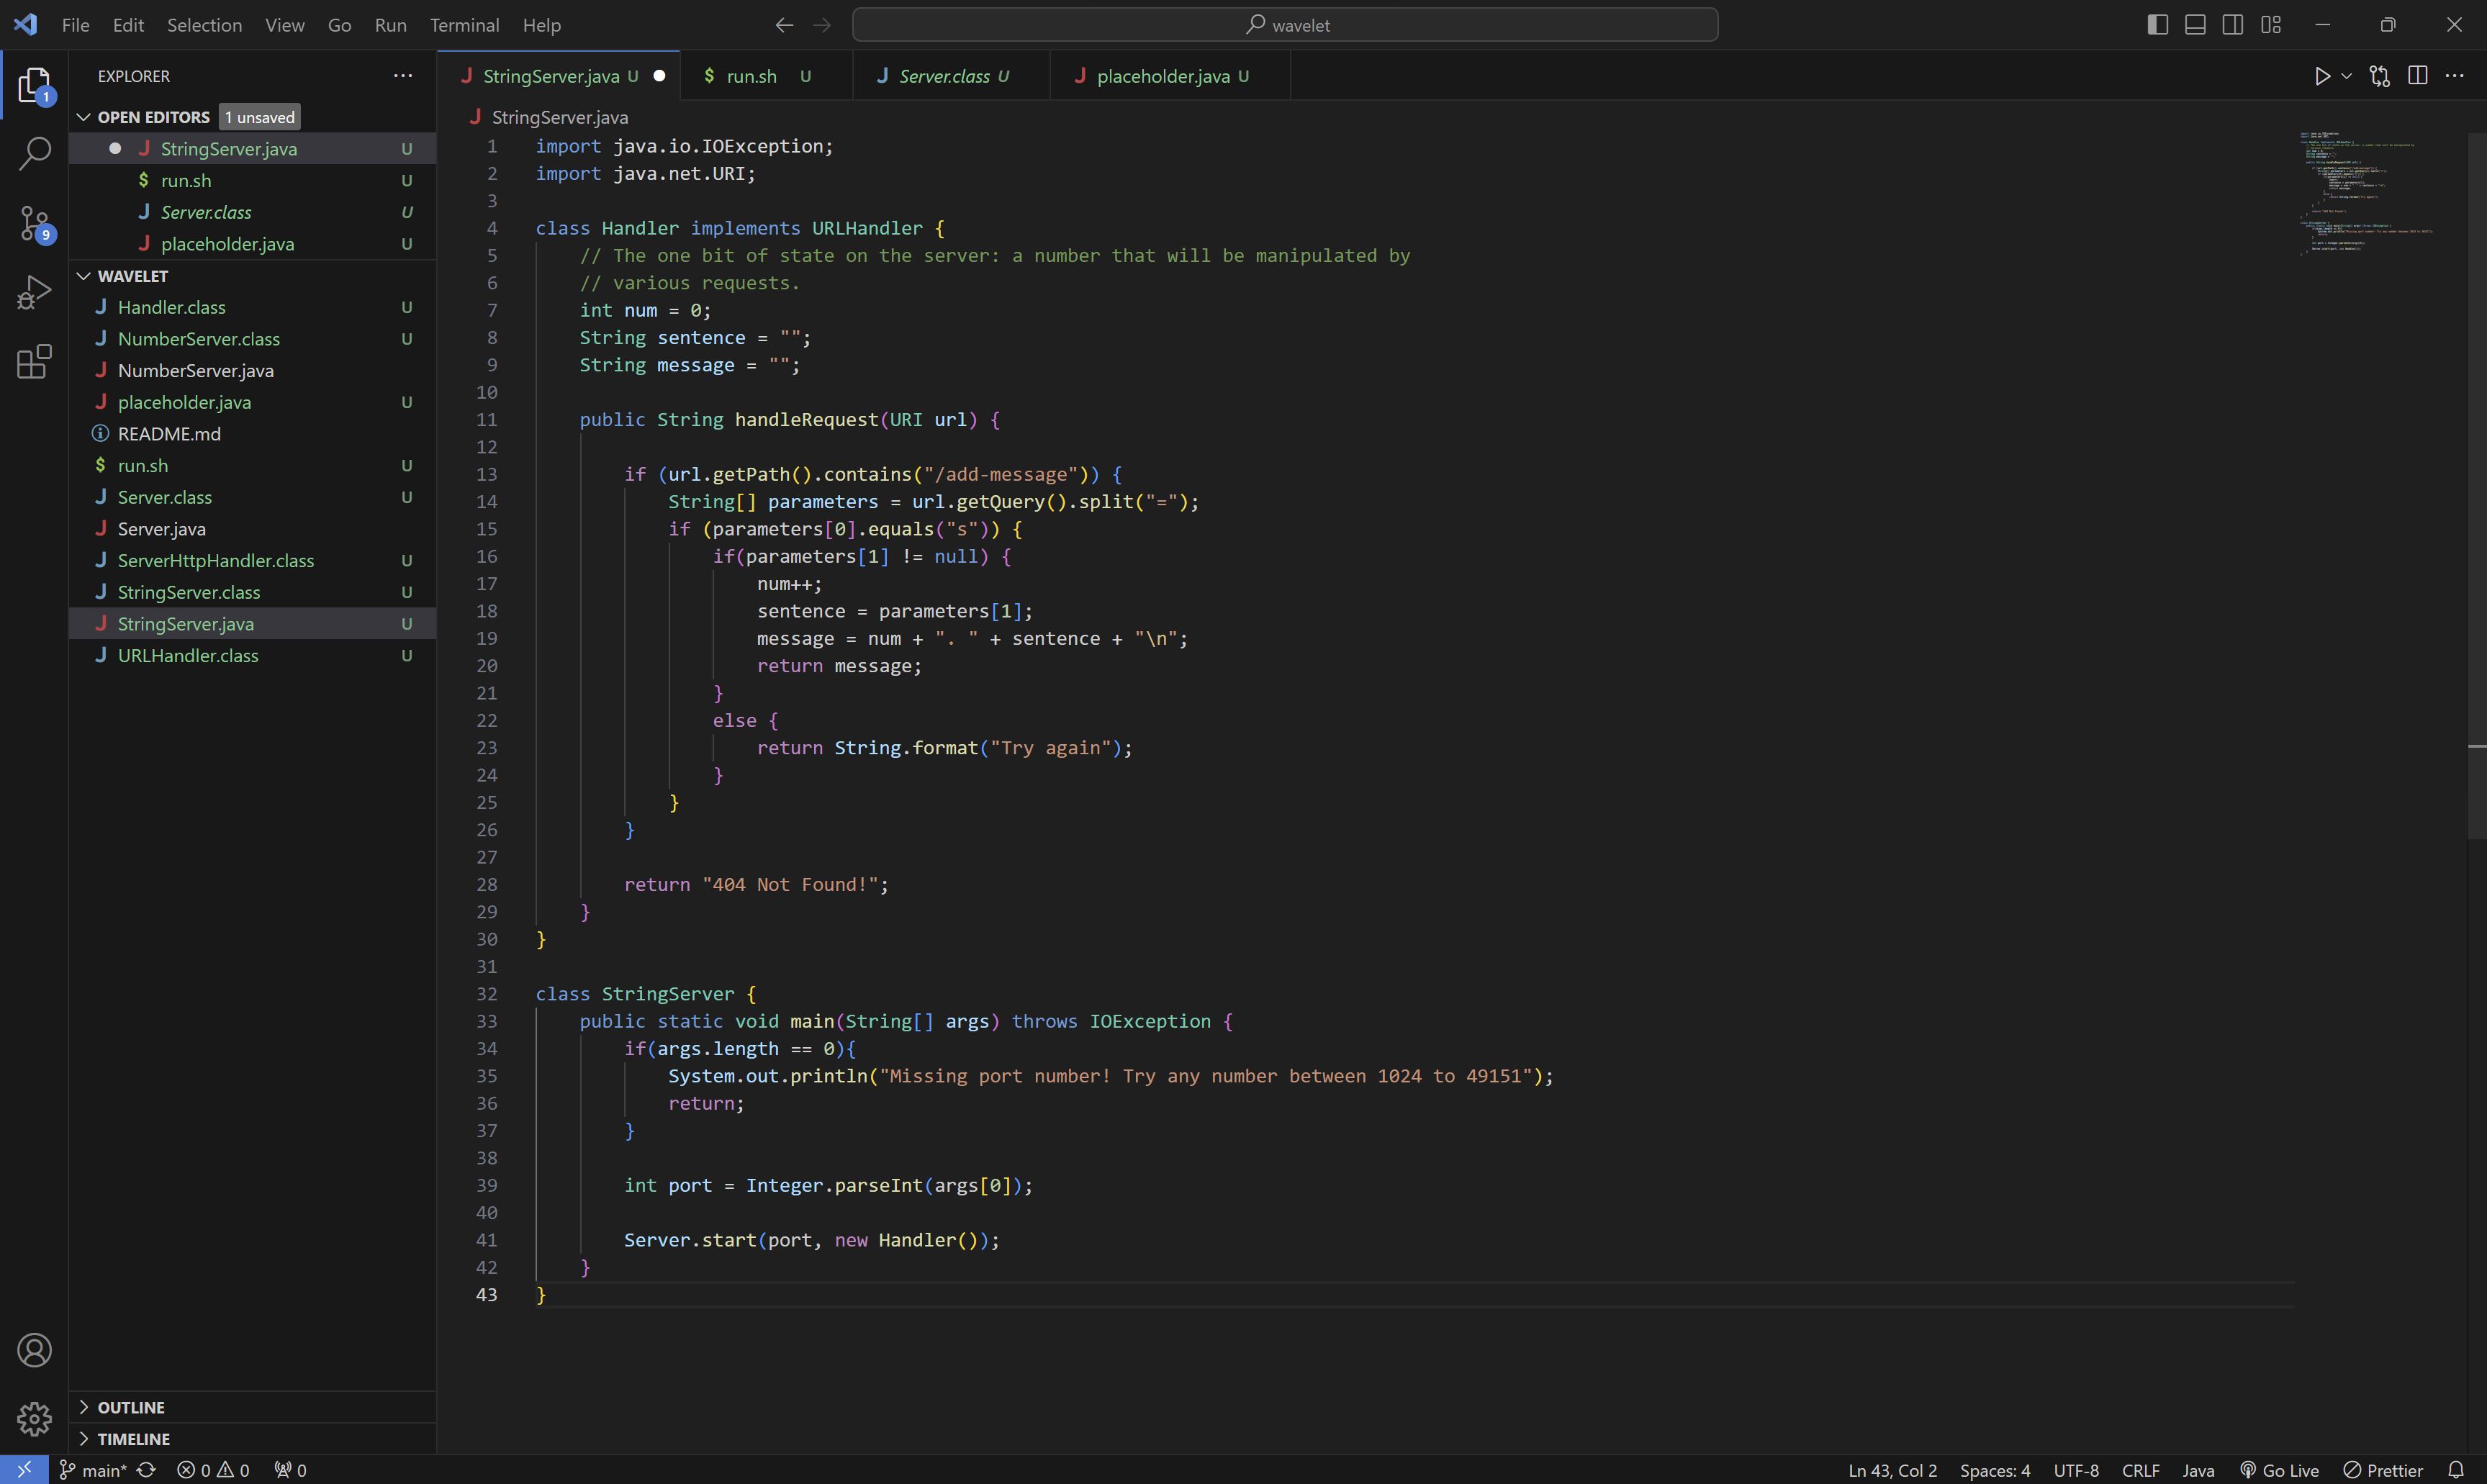 File Edit Selection View Go Run Terminal Help
wavelet
EXPLORER
OPEN EDITORS 1 unsaved
StringServer.java U
run.sh U
Server.class U
placeholder.java U
WAVELET
Handler.class U
NumberServer.class U
NumberServer.java
placeholder.java U
README.md
run.sh U
Server.class U
Server.java
ServerHttpHandler.class U
StringServer.class U
StringServer.java U
URLHandler.class U
OUTLINE
TIMELINE
StringServer.java U
run.sh U
Server.class U
placeholder.java U
StringServer.java
1 import java.io.IOException;
2 import java.net.URI;
3
4 class Handler implements URLHandler {
5 // The one bit of state on the server: a number that will be manipulated by
6 // various requests.
7 int num = 0;
8 String sentence = "";
9 String message = "";
10
11 public String handleRequest(URI url) {
12
13 if (url.getPath().contains("/add-message")) {
14 String[] parameters = url.getQuery().split("=");
15 if (parameters[0].equals("s")) {
16 if(parameters[1] != null) {
17 num++;
18 sentence = parameters[1];
19 message = num + ". " + sentence + "\n";
20 return message;
21 }
22 else {
23 return String.format("Try again");
24 }
25 }
26 }
27
28 return "404 Not Found!";
29 }
30 }
31
32 class StringServer {
33 public static void main(String[] args) throws IOException {
34 if(args.length == 0){
35 System.out.println("Missing port number! Try any number between 1024 to 49151");
36 return;
37 }
38
39 int port = Integer.parseInt(args[0]);
40
41 Server.start(port, new Handler());
42 }
43 }
1
9
main* 0 0 0
Ln 43, Col 2 Spaces: 4 UTF-8 CRLF Java Go Live Prettier